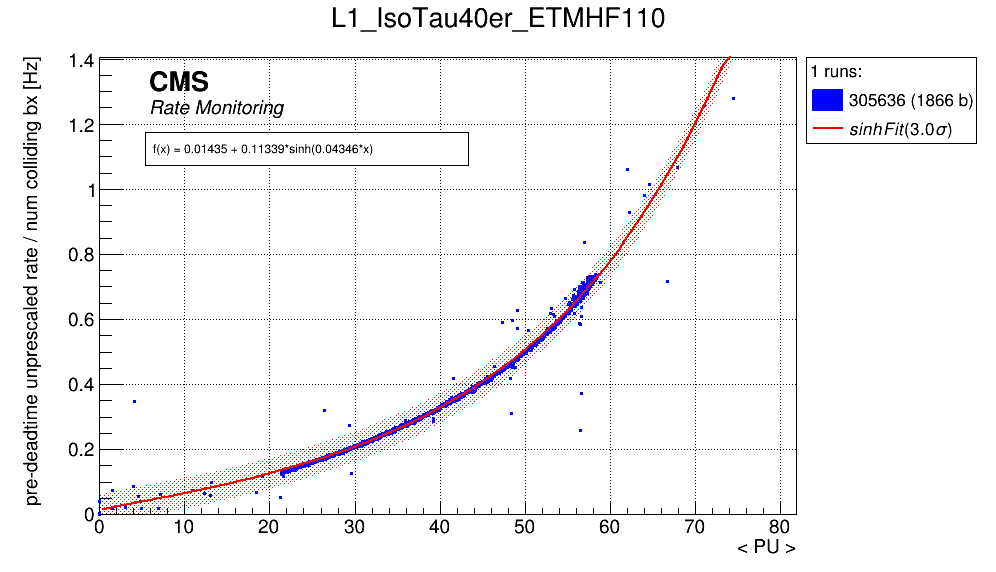 L1_IsoTau40er_ETMHF110
pre-deadtime unprescaled rate / num colliding bx [Hz]
CMS
Rate Monitoring
f(x) = 0.01435 + 0.11339*sinh(0.04346*x)
1.4
1.2
1
0.8
0.6
0.4
0.2
0
0 10 20 30 40 50 60 70 80
< PU >
1 runs:
305636 (1866 b)
sinhFit(3.0σ)